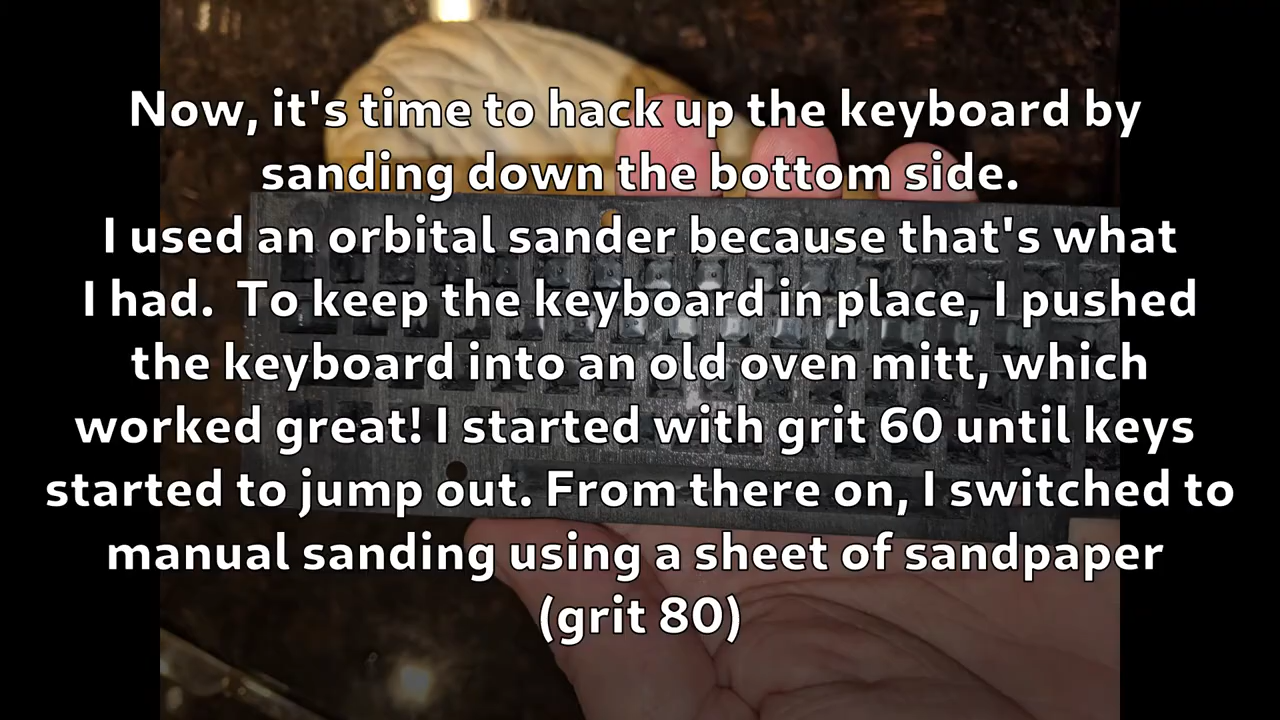 Now, it's time to hack up the keyboard by
sanding down the bottom side.
I used an orbital sander because that's what
I had.  To keep the keyboard in place, I pushed
the keyboard into an old oven mitt, which
worked great! I started with grit 60 until keys
started to jump out. From there on, I switched to
manual sanding using a sheet of sandpaper
(grit 80)